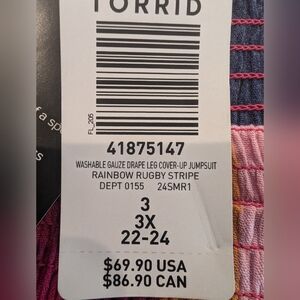 TORRID
FL_205
41875147
WASHABLE GAUZE DRAPE LEG COVER-UP JUMPSUIT
RAINBOW RUGBY STRIPE
DEPT 0155 24SMR1
3
3X
22-24
$69.90 USA
$86.90 CAN
f a sp